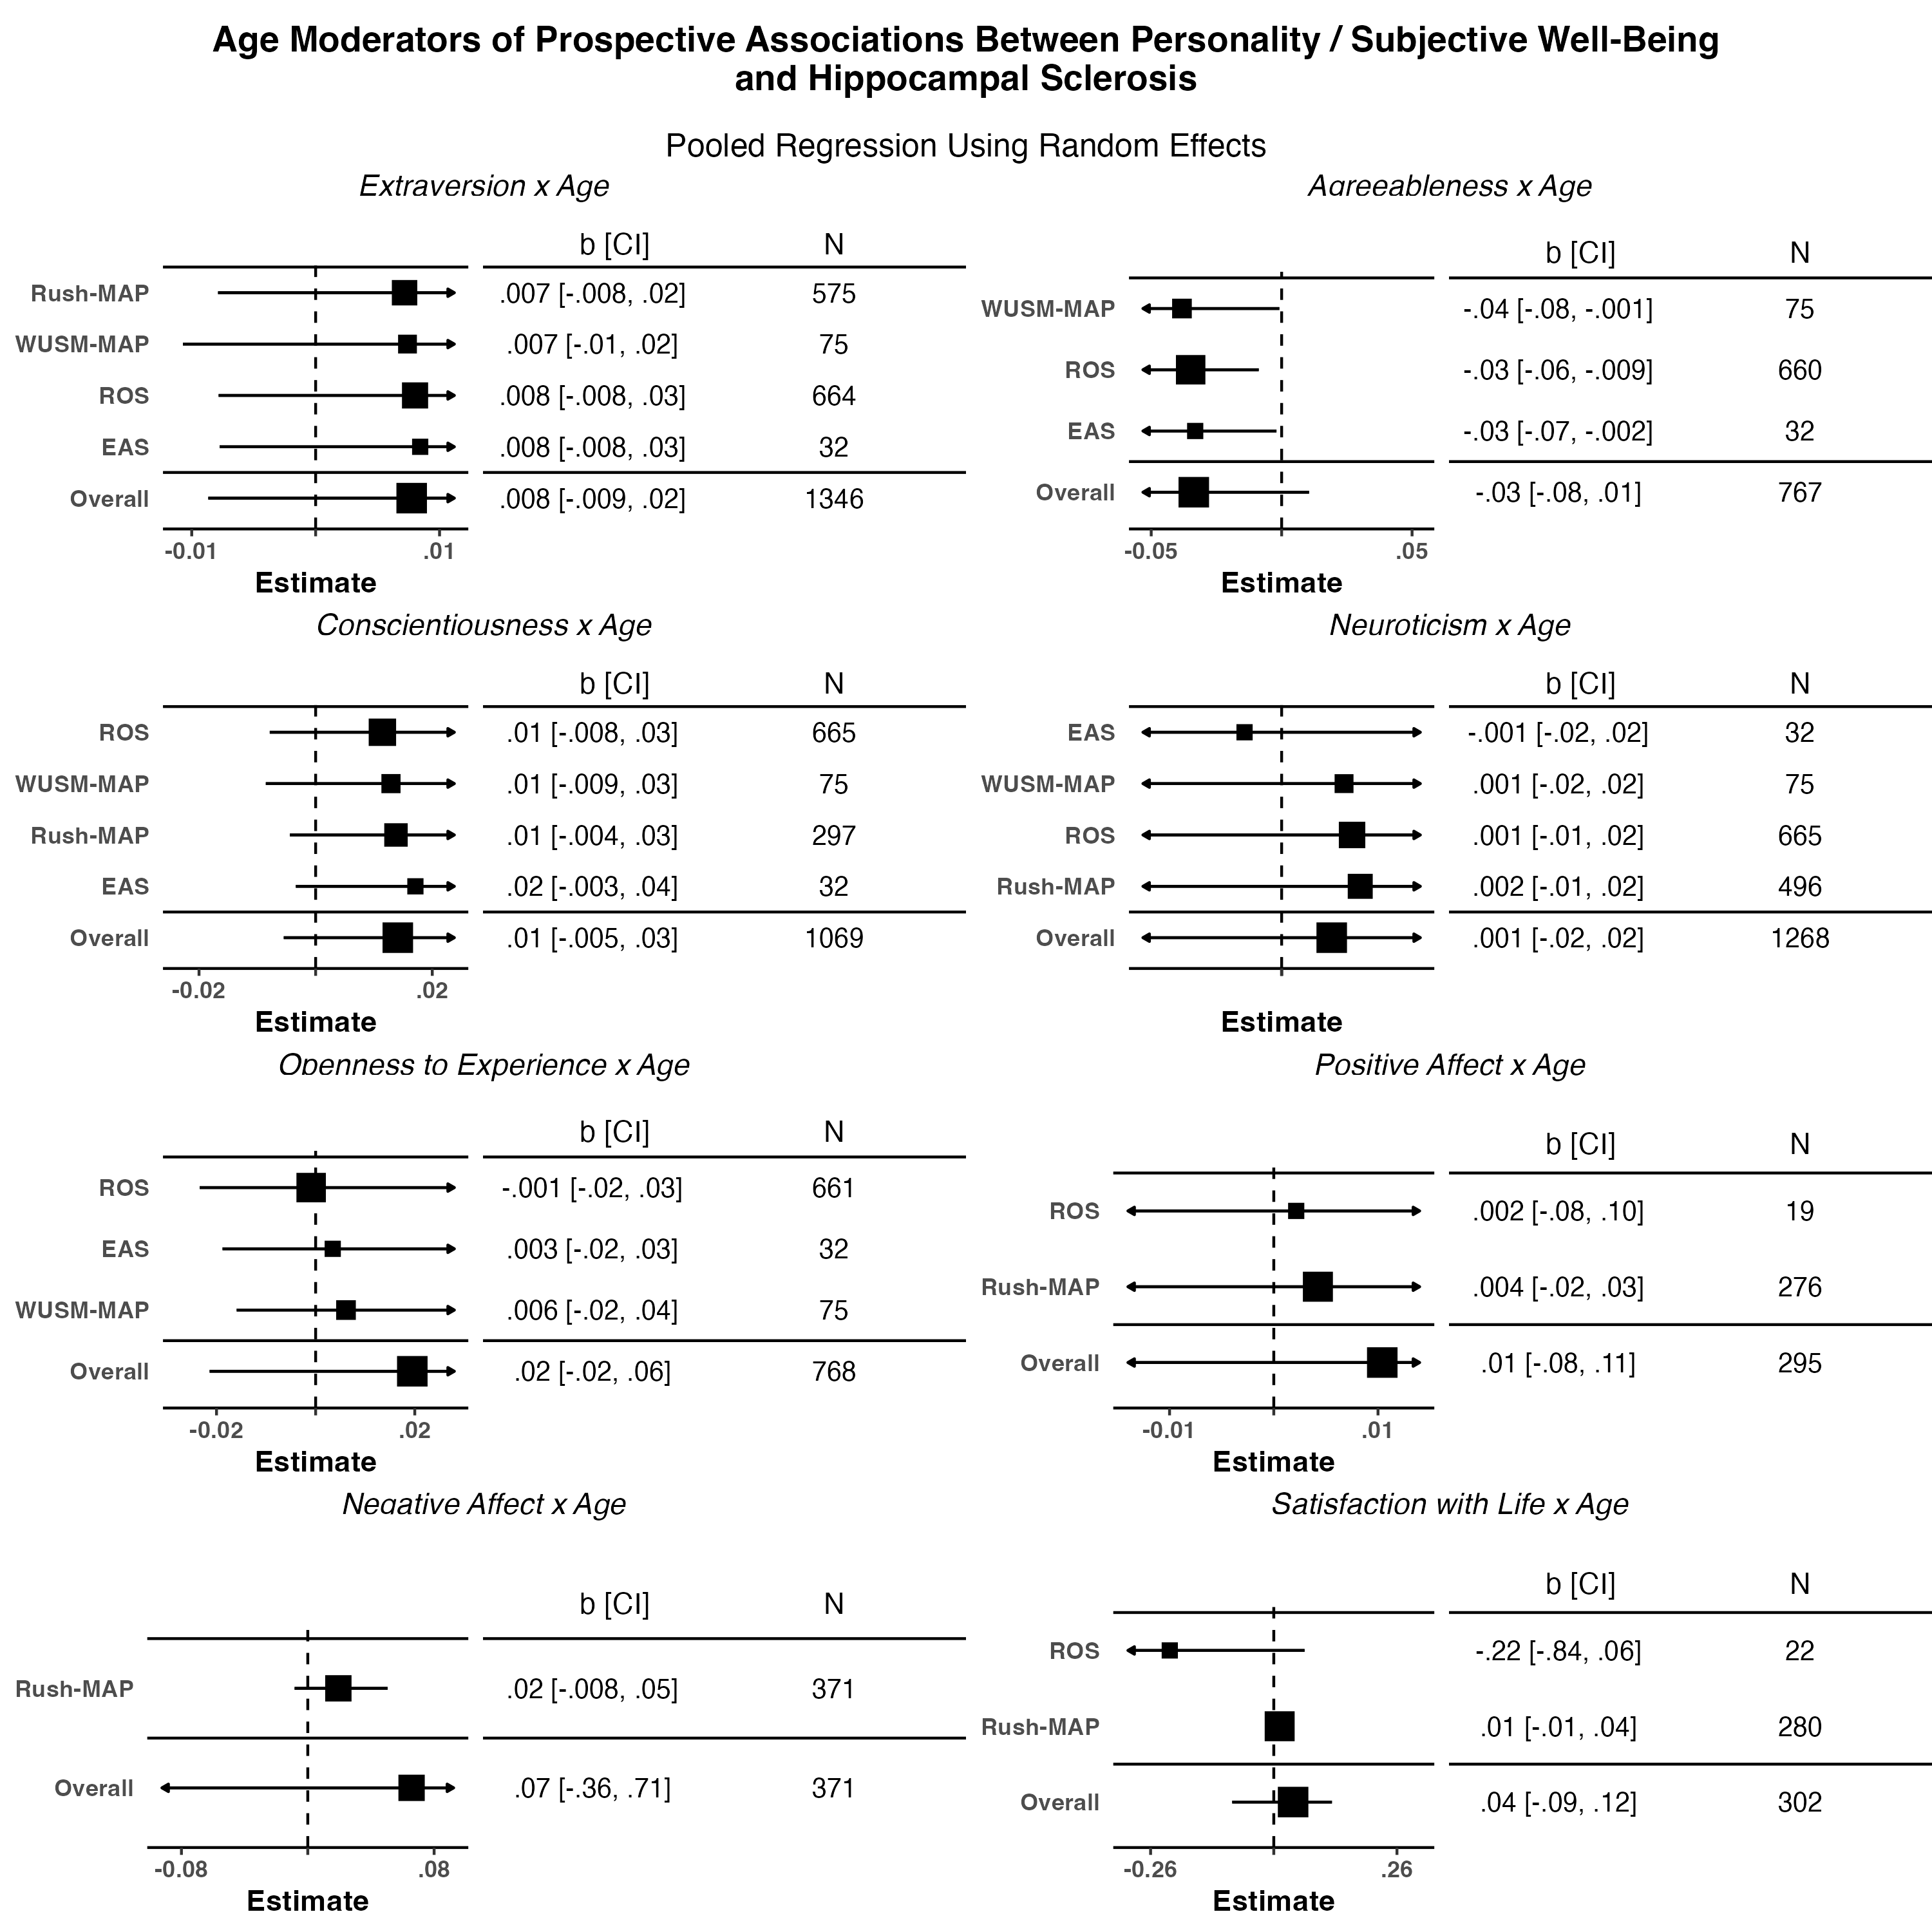 Age Moderators of Prospective Associations Between Personality / Subjective Well-Being
and Hippocampal Sclerosis
Pooled Regression Using Random Effects
Extraversion x Age
b [CI] N
Rush-MAP .007 [-.008, .02] 575
WUSM-MAP .007 [-.01, .02] 75
ROS .008 [-.008, .03] 664
EAS .008 [-.008, .03] 32
Overall .008 [-.009, .02] 1346
-0.01 .01
Estimate
Agreeableness x Age
b [CI] N
WUSM-MAP -.04 [-.08, -.001] 75
ROS -.03 [-.06, -.009] 660
EAS -.03 [-.07, -.002] 32
Overall -.03 [-.08, .01] 767
-0.05 .05
Estimate
Conscientiousness x Age
b [CI] N
ROS .01 [-.008, .03] 665
WUSM-MAP .01 [-.009, .03] 75
Rush-MAP .01 [-.004, .03] 297
EAS .02 [-.003, .04] 32
Overall .01 [-.005, .03] 1069
-0.02 .02
Estimate
Neuroticism x Age
b [CI] N
EAS -.001 [-.02, .02] 32
WUSM-MAP .001 [-.02, .02] 75
ROS .001 [-.01, .02] 665
Rush-MAP .002 [-.01, .02] 496
Overall .001 [-.02, .02] 1268
Estimate
Openness to Experience x Age
b [CI] N
ROS -.001 [-.02, .03] 661
EAS .003 [-.02, .03] 32
WUSM-MAP .006 [-.02, .04] 75
Overall .02 [-.02, .06] 768
-0.02 .02
Estimate
Positive Affect x Age
b [CI] N
ROS .002 [-.08, .10] 19
Rush-MAP .004 [-.02, .03] 276
Overall .01 [-.08, .11] 295
-0.01 .01
Estimate
Negative Affect x Age
b [CI] N
Rush-MAP .02 [-.008, .05] 371
Overall .07 [-.36, .71] 371
-0.08 .08
Estimate
Satisfaction with Life x Age
b [CI] N
ROS -.22 [-.84, .06] 22
Rush-MAP .01 [-.01, .04] 280
Overall .04 [-.09, .12] 302
-0.26 .26
Estimate